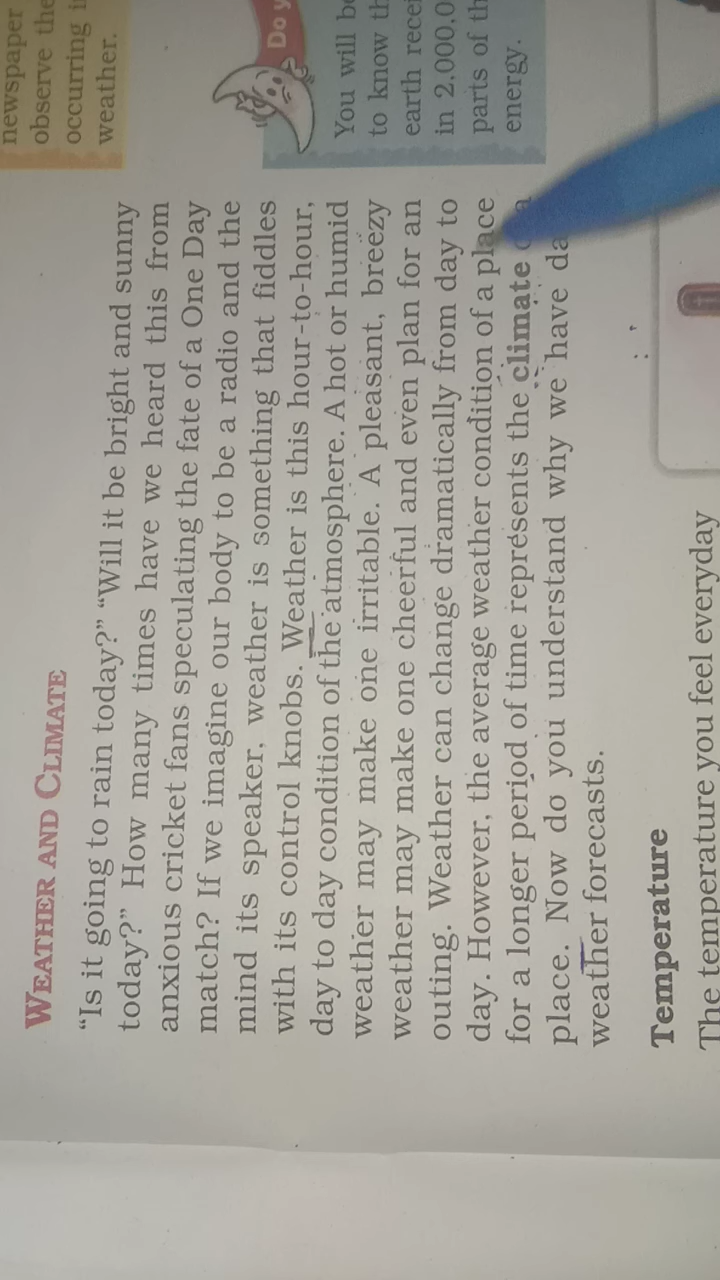 newspaper
observe the
occurring in
weather.
Do y
You will be
to know th
earth recei
in 2,000,0
parts of th
energy.
WEATHER AND CLIMATE
“Is it going to rain today?” “Will it be bright and sunny
today?” How many times have we heard this from
anxious cricket fans speculating the fate of a One Day
match? If we imagine our body to be a radio and the
mind its speaker, weather is something that fiddles
with its control knobs. Weather is this hour-to-hour,
day to day condition of the atmosphere. A hot or humid
weather may make one irritable. A pleasant, breezy
weather may make one cheerful and even plan for an
outing. Weather can change dramatically from day to
day. However, the average weather condition of a place
for a longer period of time represents the climate a
place. Now do you understand why we have da
weather forecasts.
Temperature
The temperature you feel everyday